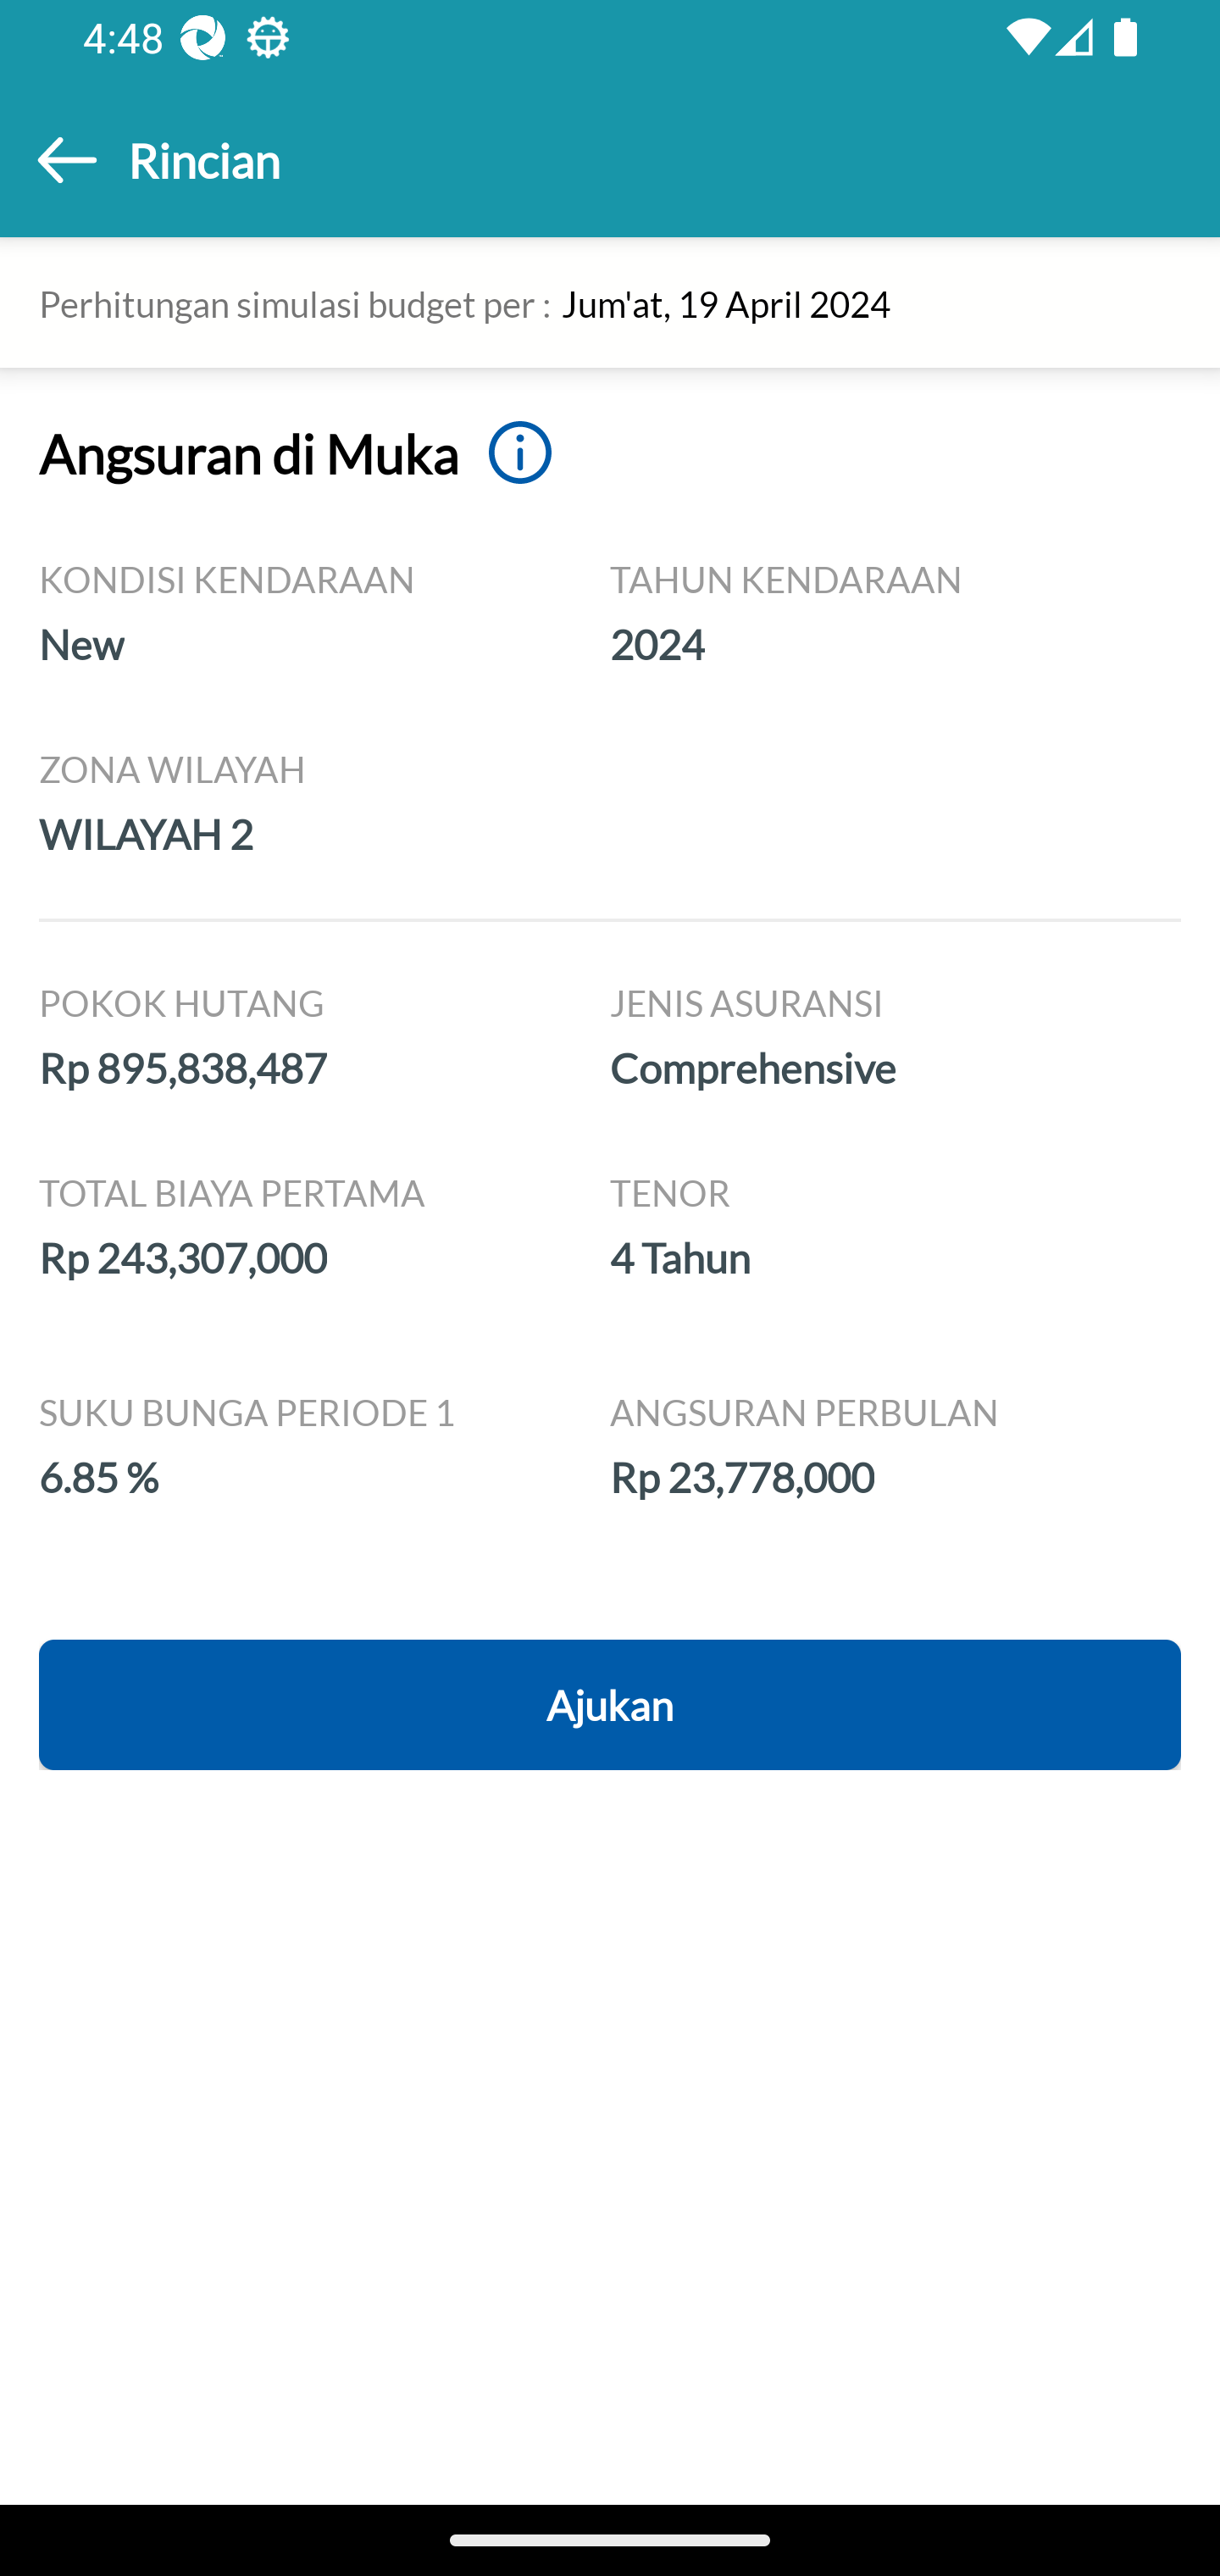 4:48
Rincian
Perhitungan simulasi budget per : Jum'at, 19 April 2024
Angsuran di Muka
KONDISI KENDARAAN TAHUN KENDARAAN
New 2024
ZONA WILAYAH
WILAYAH 2
POKOK HUTANG JENIS ASURANSI
Rp 895,838,487 Comprehensive
TOTAL BIAYA PERTAMA TENOR
Rp 243,307,000 4 Tahun
SUKU BUNGA PERIODE 1 ANGSURAN PERBULAN
6.85 % Rp 23,778,000
Ajukan